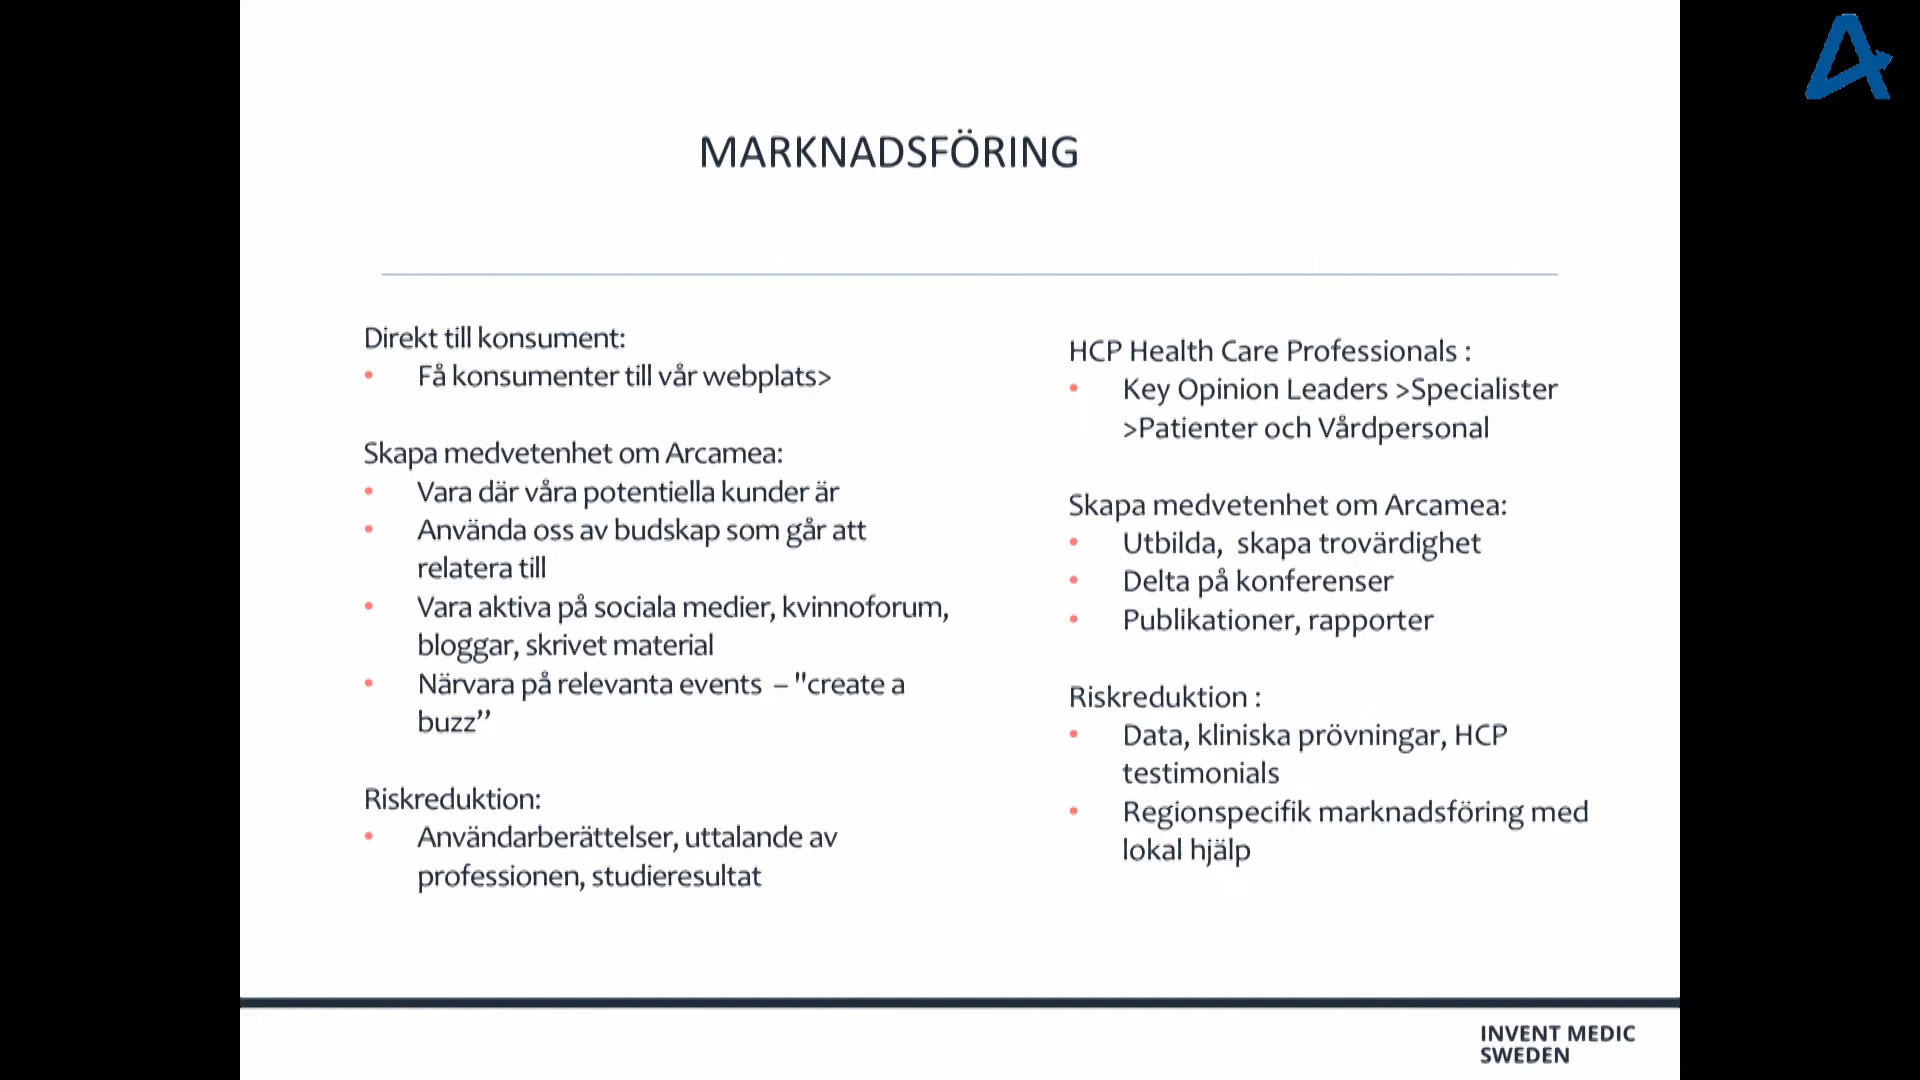 MARKNADSFÖRING
Direkt till konsument:
• Få konsumenter till vår webplats>
Skapa medvetenhet om Arcamea:
• Vara där våra potentiella kunder är
• Använda oss av budskap som går att
relatera till
• Vara aktiva på sociala medier, kvinnoforum,
bloggar, skrivet material
• Närvara på relevanta events – "create a
buzz”
Riskreduktion:
• Användarberättelser, uttalande av
professionen, studieresultat
HCP Health Care Professionals :
• Key Opinion Leaders >Specialister
>Patienter och Vårdpersonal
Skapa medvetenhet om Arcamea:
• Utbilda, skapa trovärdighet
• Delta på konferenser
• Publikationer, rapporter
Riskreduktion :
• Data, kliniska prövningar, HCP
testimonials
• Regionspecifik marknadsföring med
lokal hjälp
INVENT MEDIC
SWEDEN